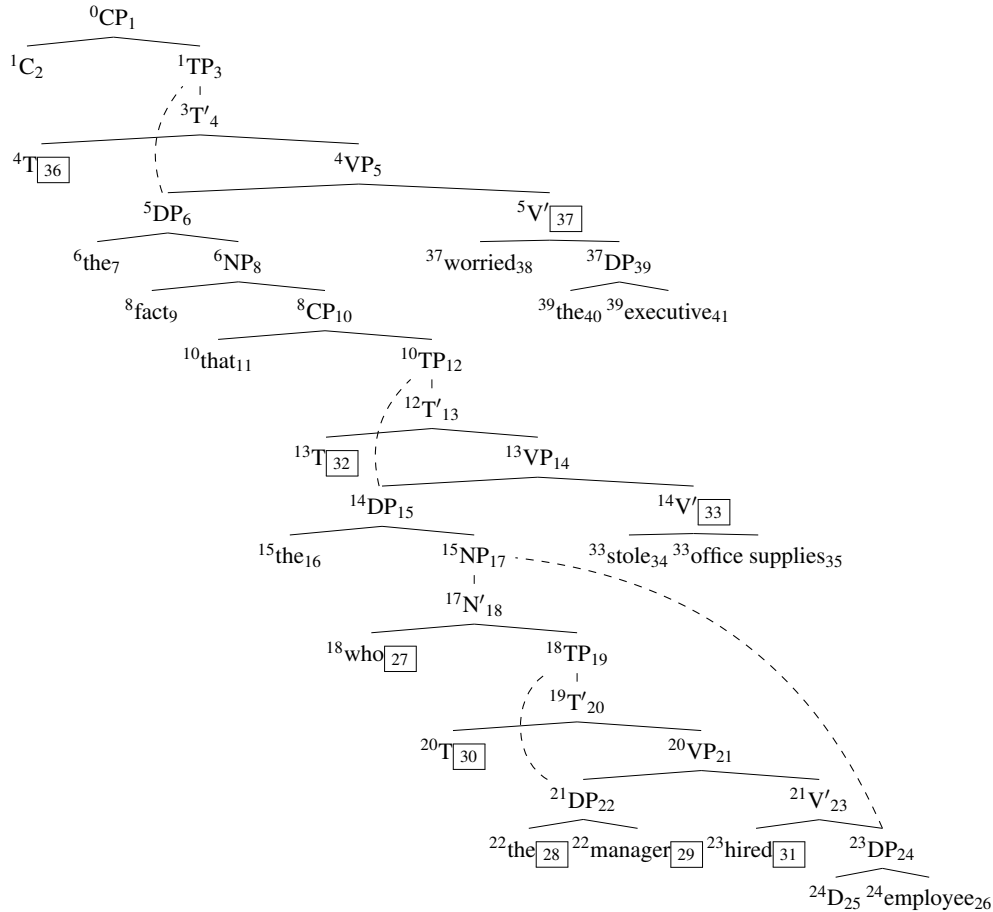 ⁰CP₁
¹C₂ ¹TP₃
³T′₄
⁴T 36 ⁴VP₅
⁵DP₆ ⁵V′ 37
⁶the₇ ⁶NP₈ ³⁷worried₃₈ ³⁷DP₃₉
⁸fact₉ ⁸CP₁₀ ³⁹the₄₀ ³⁹executive₄₁
¹⁰that₁₁ ¹⁰TP₁₂
¹²T′₁₃
¹³T 32 ¹³VP₁₄
¹⁴DP₁₅ ¹⁴V′ 33
¹⁵the₁₆ ¹⁵NP₁₇ ³³stole₃₄ ³³office supplies₃₅
¹⁷N′₁₈
¹⁸who 27 ¹⁸TP₁₉
¹⁹T′₂₀
²⁰T 30 ²⁰VP₂₁
²¹DP₂₂ ²¹V′₂₃
²²the 28 ²²manager 29 ²³hired 31 ²³DP₂₄
²⁴D₂₅ ²⁴employee₂₆